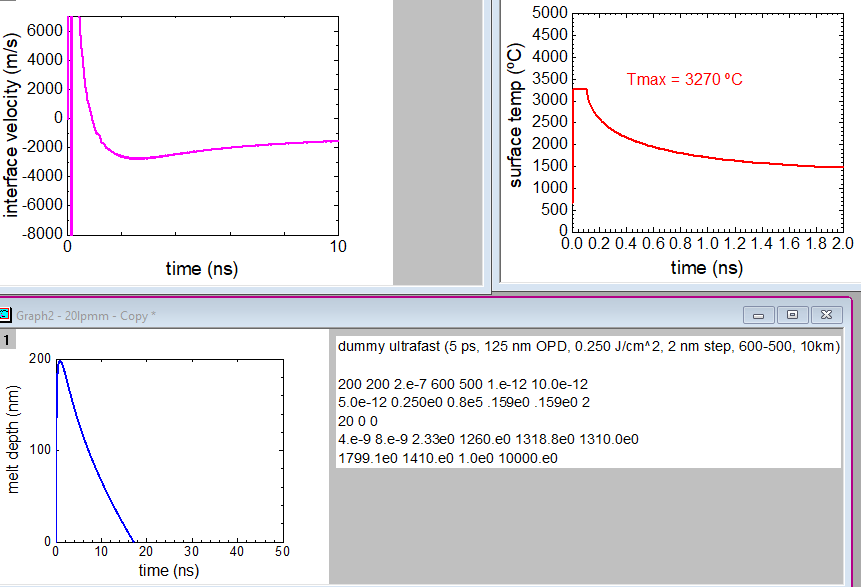 interface velocity (m/s)
6000
4000
2000
0
-2000
-4000
-6000
-8000
0
10
time (ns)
surface temp (ºC)
5000
4500
4000
3500
3000
2500
2000
1500
1000
500
0
Tmax = 3270 ºC
0.0 0.2 0.4 0.6 0.8 1.0 1.2 1.4 1.6 1.8 2.0
time (ns)
Graph2 - 20lpmm - Copy *
1
melt depth (nm)
200
100
0
0 10 20 30 40 50
time (ns)
dummy ultrafast (5 ps, 125 nm OPD, 0.250 J/cm^2, 2 nm step, 600-500, 10km)
200 200 2.e-7 600 500 1.e-12 10.0e-12
5.0e-12 0.250e0 0.8e5 .159e0 .159e0 2
20 0 0
4.e-9 8.e-9 2.33e0 1260.e0 1318.8e0 1310.0e0
1799.1e0 1410.e0 1.0e0 10000.e0